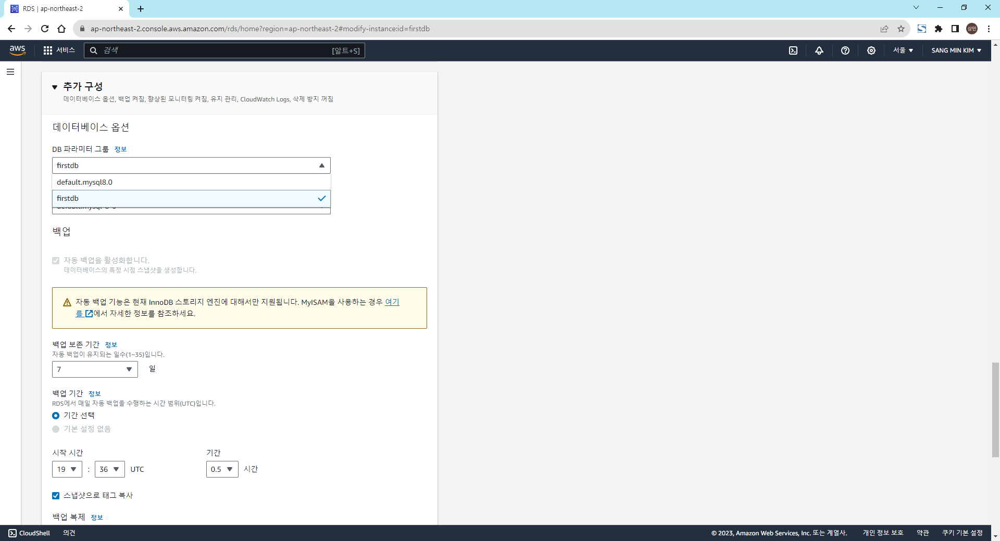 RDS | ap-northeast-2
ap-northeast-2.console.aws.amazon.com/rds/home?region=ap-northeast-2#modify-instance:id=firstdb
상민
aws
서비스
검색
[알트+S]
서울
SANG MIN KIM
추가 구성
데이터베이스 옵션, 백업 켜짐, 향상된 모니터링 켜짐, 유지 관리, CloudWatch Logs, 삭제 방지 꺼짐
데이터베이스 옵션
DB 파라미터 그룹 정보
firstdb
default.mysql8.0
firstdb
백업
자동 백업을 활성화합니다.
데이터베이스의 특정 시점 스냅샷을 생성합니다.
자동 백업 기능은 현재 InnoDB 스토리지 엔진에 대해서만 지원됩니다. MyISAM을 사용하는 경우 여기
를 에서 자세한 정보를 참조하세요.
백업 보존 기간 정보
자동 백업이 유지되는 일수(1~35)입니다.
7 일
백업 기간 정보
RDS에서 매일 자동 백업을 수행하는 시간 범위(UTC)입니다.
기간 선택
기본 설정 없음
시작 시간 기간
19 : 36 UTC 0.5 시간
스냅샷으로 태그 복사
백업 복제 정보
CloudShell 의견
© 2023, Amazon Web Services, Inc. 또는 계열사. 개인 정보 보호 약관 쿠키 기본 설정